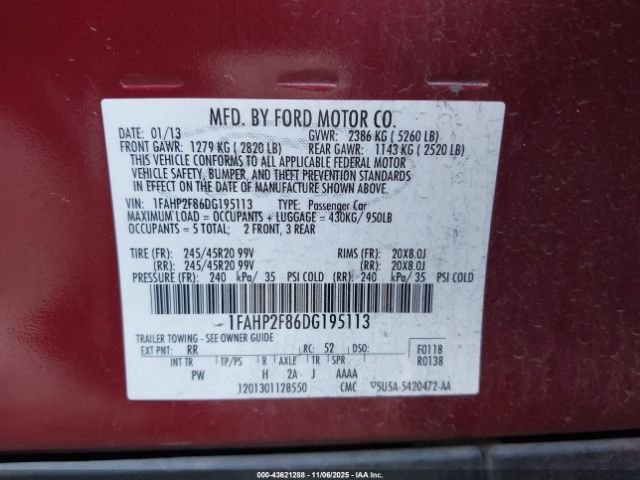 MFD. BY FORD MOTOR CO.
DATE: 01/13 GVWR: 2386 KG ( 5260 LB)
FRONT GAWR: 1279 KG ( 2820 LB) REAR GAWR: 1143 KG ( 2520 LB)
THIS VEHICLE CONFORMS TO ALL APPLICABLE FEDERAL MOTOR
VEHICLE SAFETY, BUMPER, AND THEFT PREVENTION STANDARDS
IN EFFECT ON THE DATE OF MANUFACTURE SHOWN ABOVE.
VIN: 1FAHP2F86DG195113 TYPE: Passenger Car
MAXIMUM LOAD = OCCUPANTS + LUGGAGE = 430KG/ 950LB
OCCUPANTS = 5 TOTAL; 2 FRONT, 3 REAR
TIRE (FR): 245/45R20 99V RIMS (FR): 20X8.0J
(RR): 245/45R20 99V (RR): 20X8.0J
PRESSURE (FR): 240 kPa/ 35 PSI COLD (RR): 240 kPa/ 35 PSI COLD
1FAHP2F86DG195113
TRAILER TOWING - SEE OWNER GUIDE
EXT PNT: RR RC: 52 DSO: F0118
INT TR TP/PS R AXLE TR SPR R0138
PW H 2A J AAAA
1201301128550 CMC 5U5A-5420472-AA
000-43621288 - 11/06/2025 - IAA Inc.